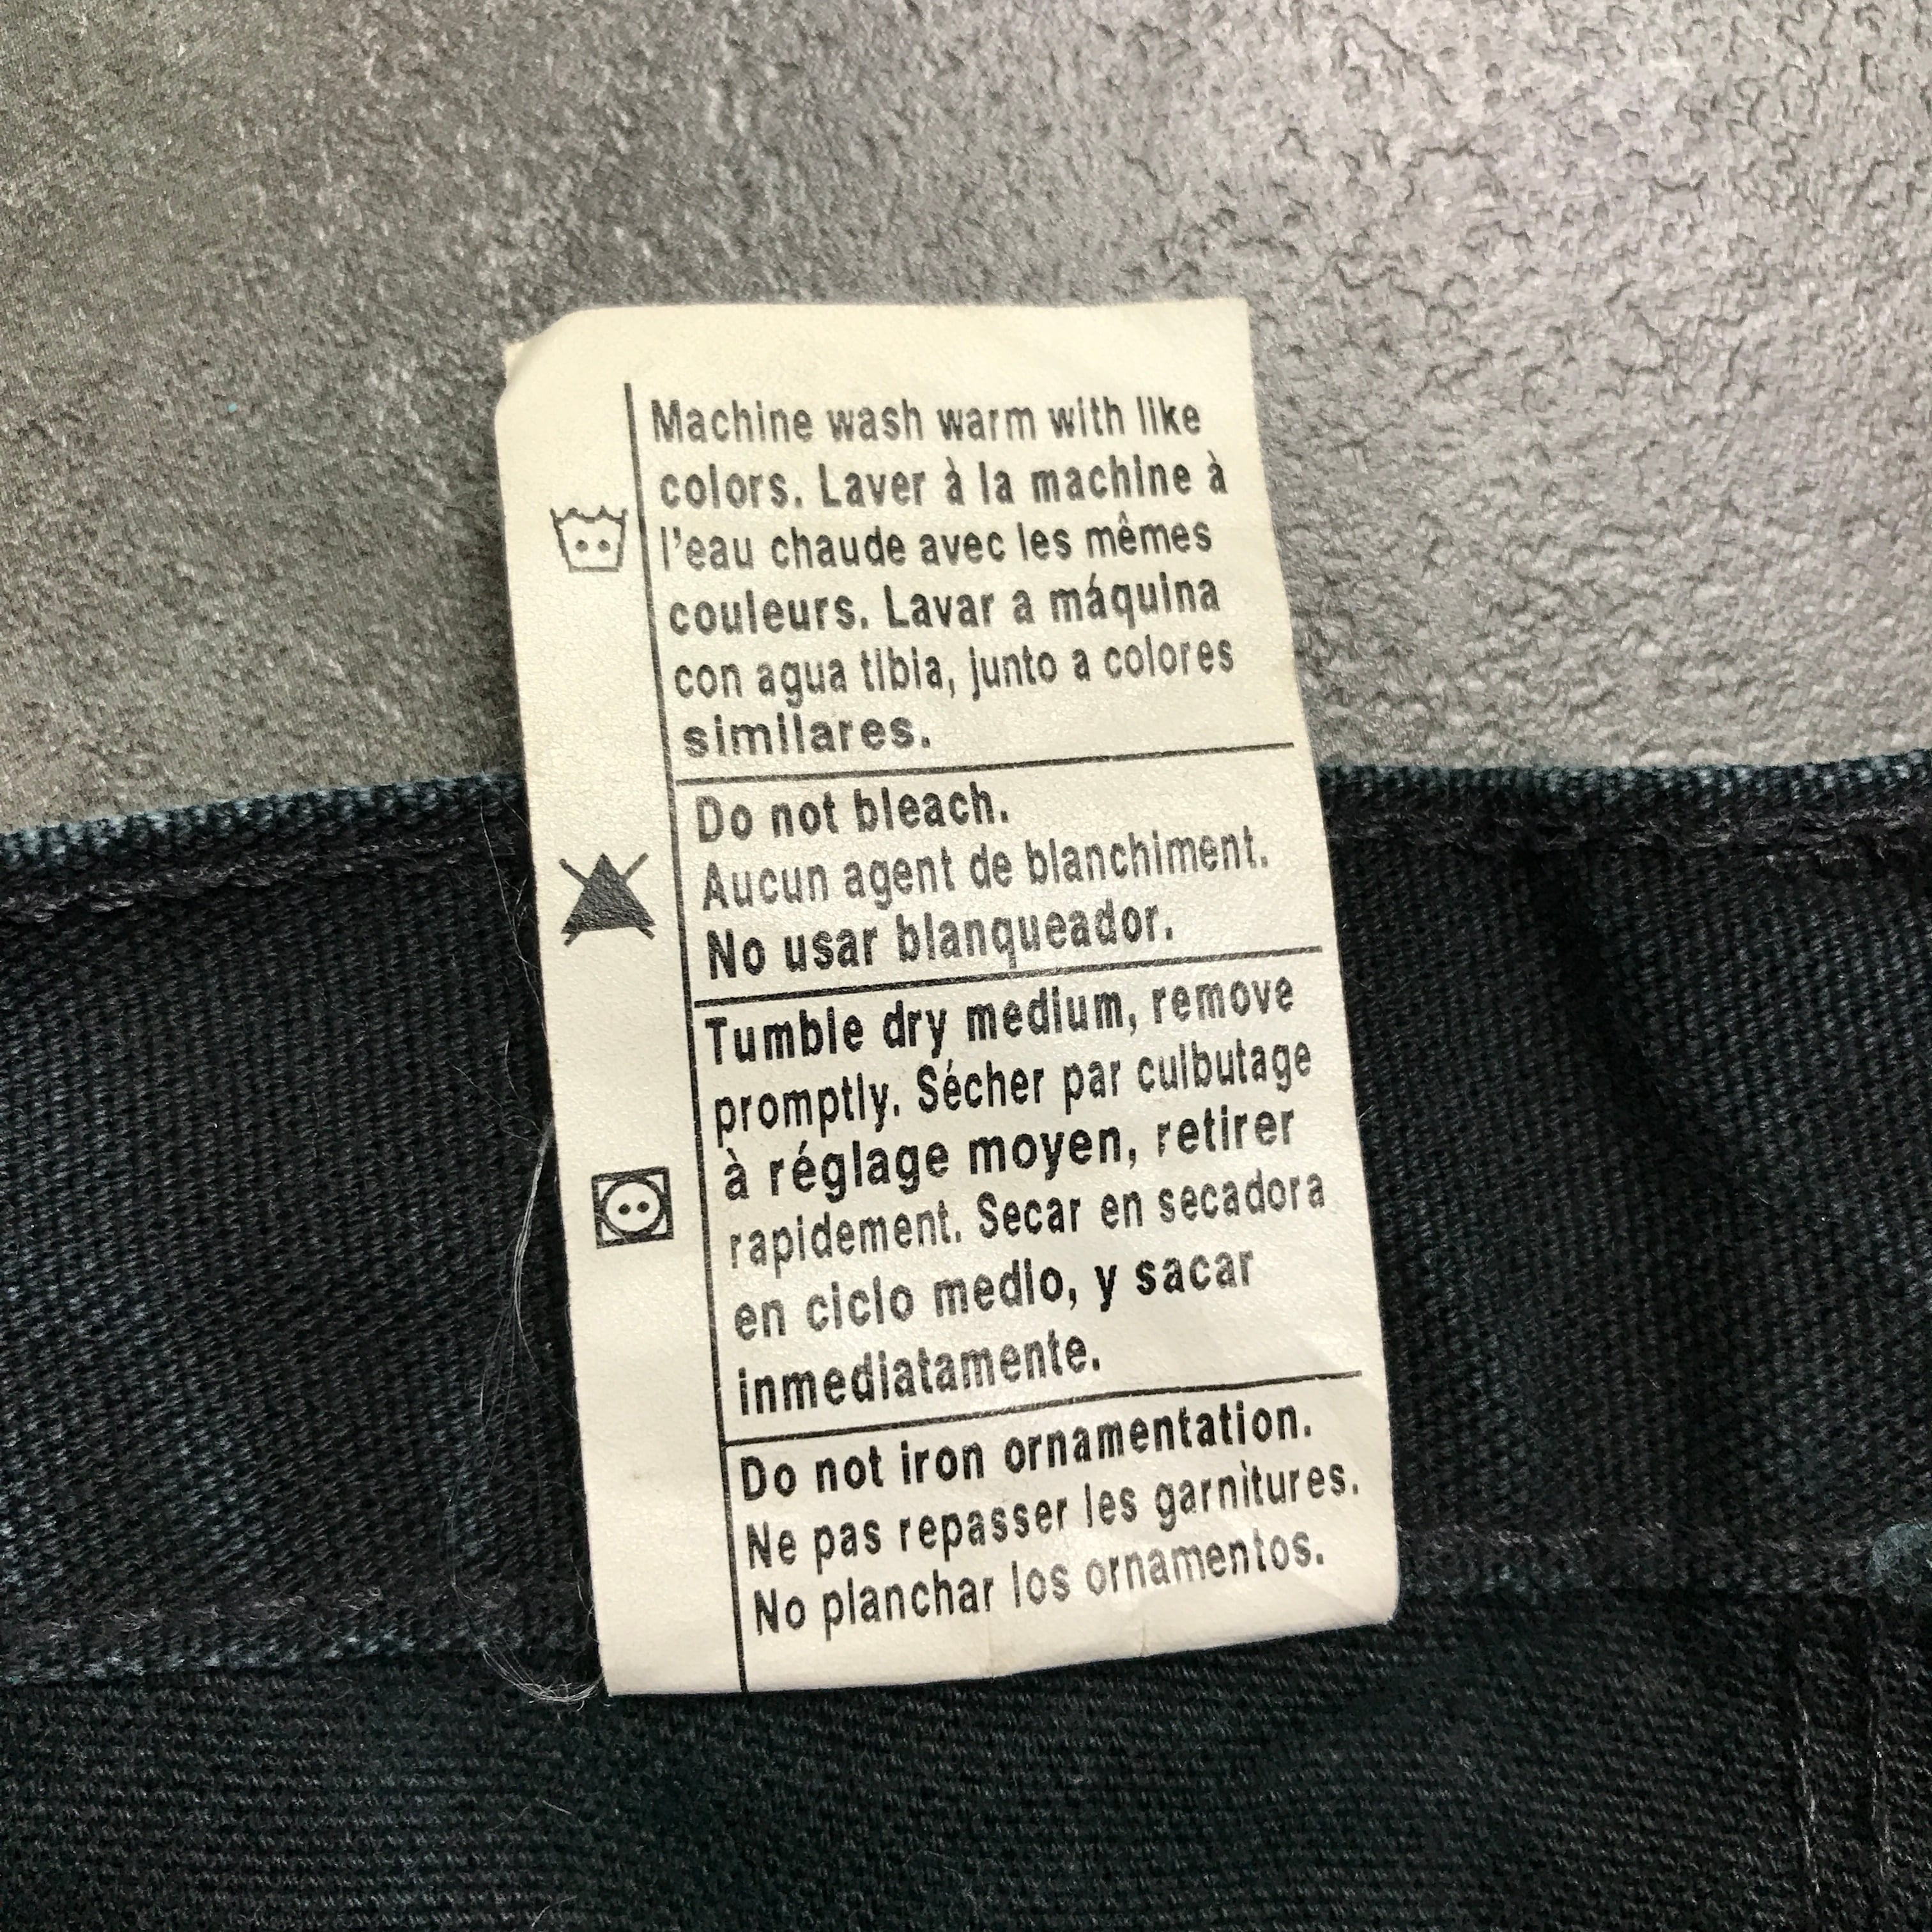 Machine wash warm with like
colors. Laver à la machine à
l'eau chaude avec les mêmes
couleurs. Lavar a máquina
con agua tibia, junto a colores
similares.
Do not bleach.
Aucun agent de blanchiment.
No usar blanqueador.
Tumble dry medium, remove
promptly. Sécher par culbutage
à réglage moyen, retirer
rapidement. Secar en secadora
en ciclo medio, y sacar
inmediatamente.
Do not iron ornamentation.
Ne pas repasser les garnitures.
No planchar los ornamentos.